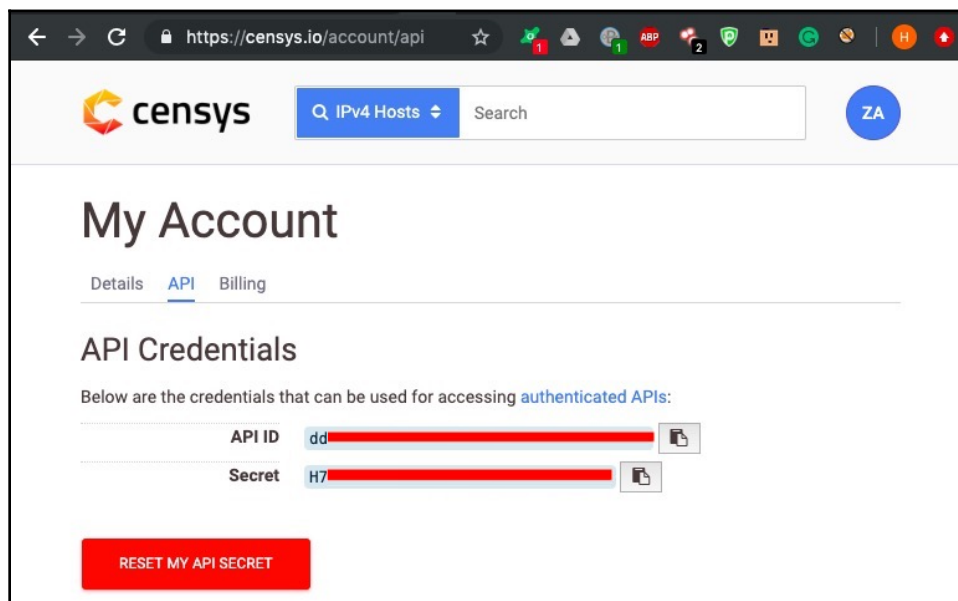 https://censys.io/account/api
1
1
ABP
2
H
censys
IPv4 Hosts
Search
ZA
My Account
Details API Billing
API Credentials
Below are the credentials that can be used for accessing authenticated APIs:
API ID dd
Secret H7
RESET MY API SECRET